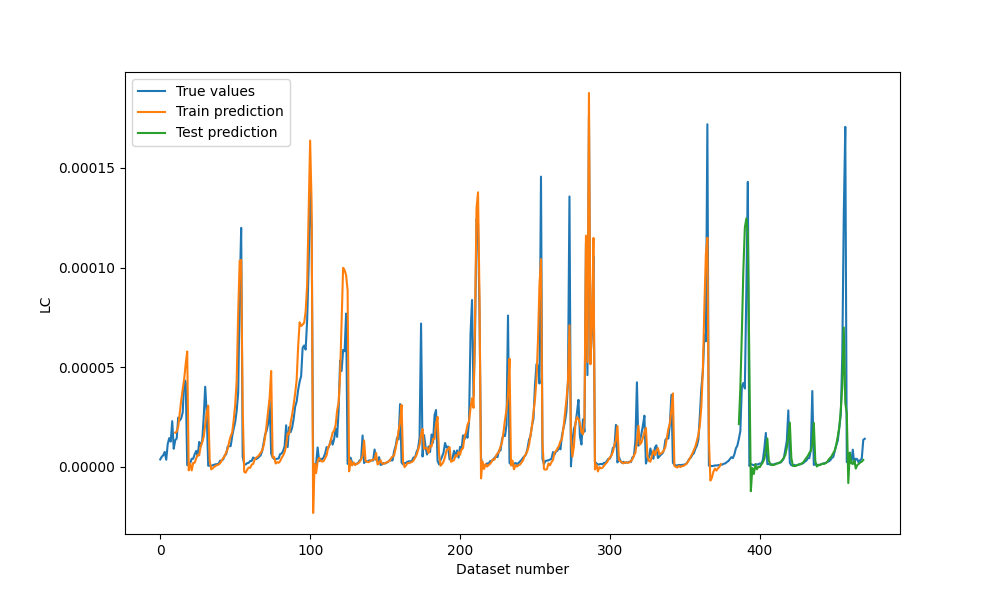 True values
Train prediction
Test prediction
0.00015
0.00010
0.00005
0.00000
LC
0
100
200
300
400
Dataset number